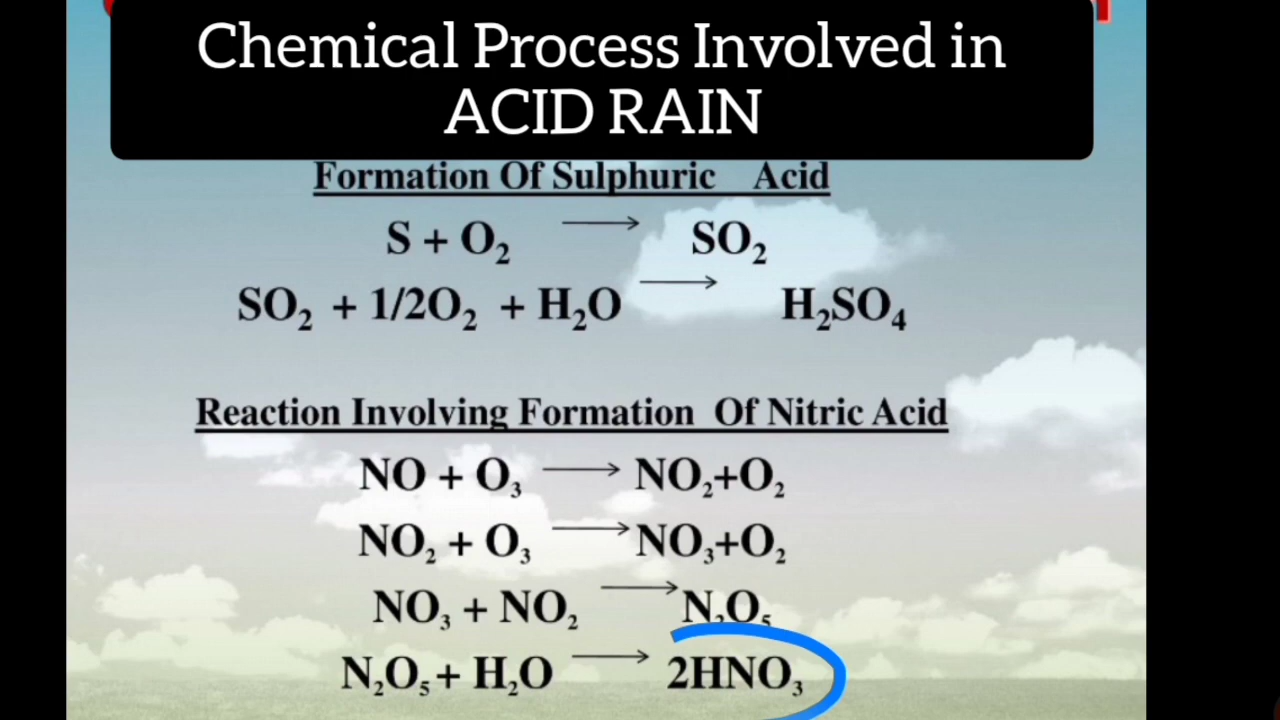 Chemical Process Involved in
ACID RAIN
Formation Of Sulphuric Acid
S + O₂ → SO₂
SO₂ + 1/2O₂ + H₂O → H₂SO₄
Reaction Involving Formation Of Nitric Acid
NO + O₃ → NO₂+O₂
NO₂ + O₃ → NO₃+O₂
NO₃ + NO₂ → N₂O₅
N₂O₅ + H₂O → 2HNO₃